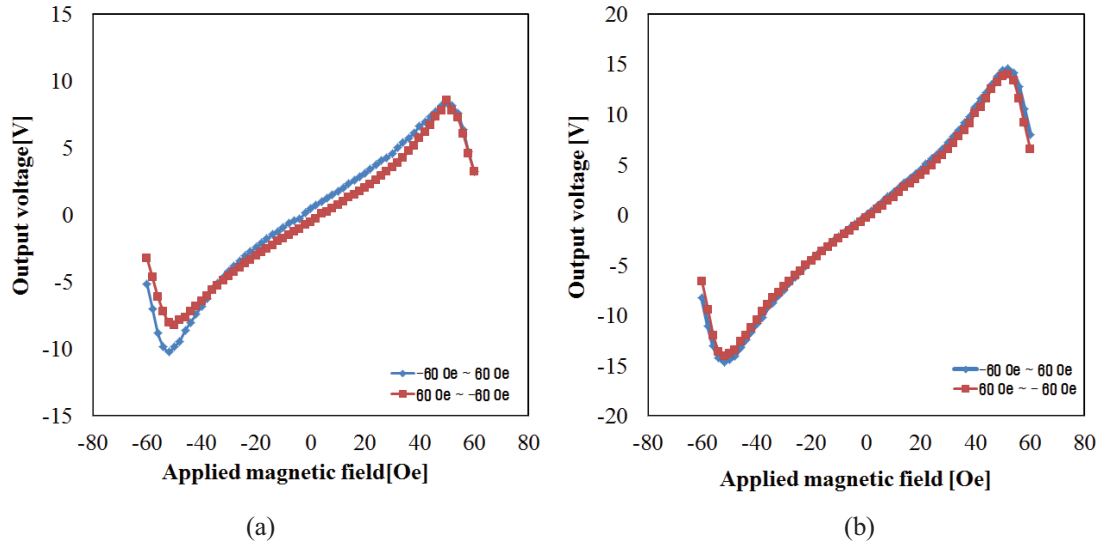 15
10
5
0
-5
-10
-15
-80 -60 -40 -20 0 20 40 60 80
Output voltage[V]
Applied magnetic field[Oe]
-60 Oe ~ 60 Oe
60 Oe ~ -60 Oe
(a)
20
15
10
5
0
-5
-10
-15
-20
-80 -60 -40 -20 0 20 40 60 80
Output voltage[V]
Applied magnetic field [Oe]
-60 Oe ~ 60 Oe
60 Oe ~ - 60 Oe
(b)